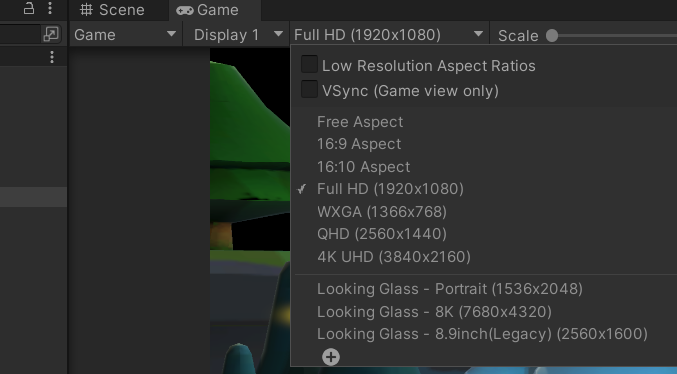 Scene
Game
Game
Display 1
Full HD (1920x1080)
Scale
Low Resolution Aspect Ratios
VSync (Game view only)
Free Aspect
16:9 Aspect
16:10 Aspect
Full HD (1920x1080)
WXGA (1366x768)
QHD (2560x1440)
4K UHD (3840x2160)
Looking Glass - Portrait (1536x2048)
Looking Glass - 8K (7680x4320)
Looking Glass - 8.9inch(Legacy) (2560x1600)